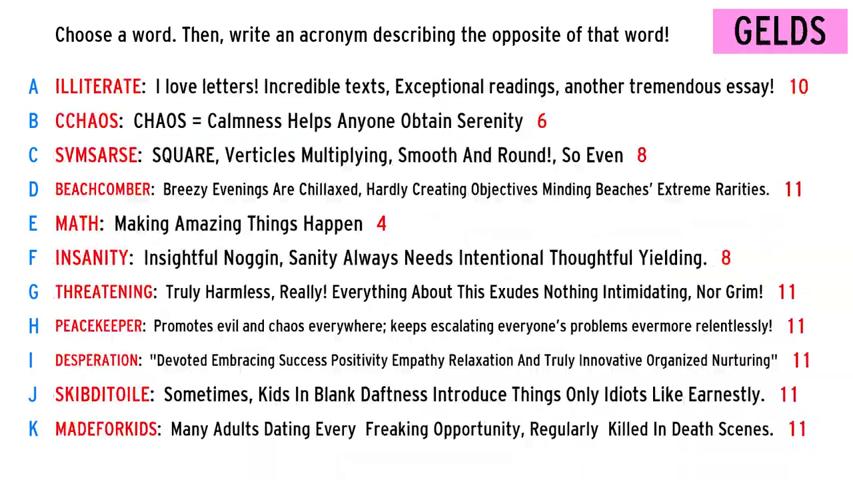 Choose a word. Then, write an acronym describing the opposite of that word!
GELDS
A ILLITERATE: I love letters! Incredible texts, Exceptional readings, another tremendous essay! 10
B CCHAOS: CHAOS = Calmness Helps Anyone Obtain Serenity 6
C SVMSARSE: SQUARE, Verticles Multiplying, Smooth And Round!, So Even 8
D BEACHCOMBER: Breezy Evenings Are Chillaxed, Hardly Creating Objectives Minding Beaches' Extreme Rarities. 11
E MATH: Making Amazing Things Happen 4
F INSANITY: Insightful Noggin, Sanity Always Needs Intentional Thoughtful Yielding. 8
G THREATENING: Truly Harmless, Really! Everything About This Exudes Nothing Intimidating, Nor Grim! 11
H PEACEKEEPER: Promotes evil and chaos everywhere; keeps escalating everyone's problems evermore relentlessly! 11
I DESPERATION: "Devoted Embracing Success Positivity Empathy Relaxation And Truly Innovative Organized Nurturing" 11
J SKIBDITOILE: Sometimes, Kids In Blank Daftness Introduce Things Only Idiots Like Earnestly. 11
K MADEFORKIDS: Many Adults Dating Every Freaking Opportunity, Regularly Killed In Death Scenes. 11